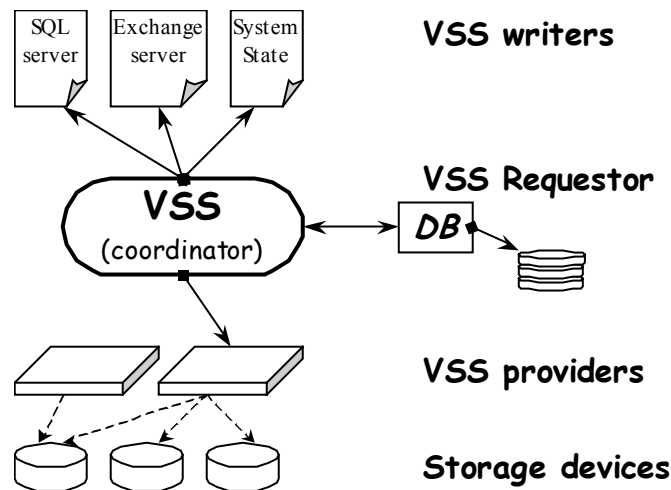 SQL
server
Exchange
server
System
State
VSS writers
VSS
(coordinator)
VSS Requestor
DB
VSS providers
Storage devices